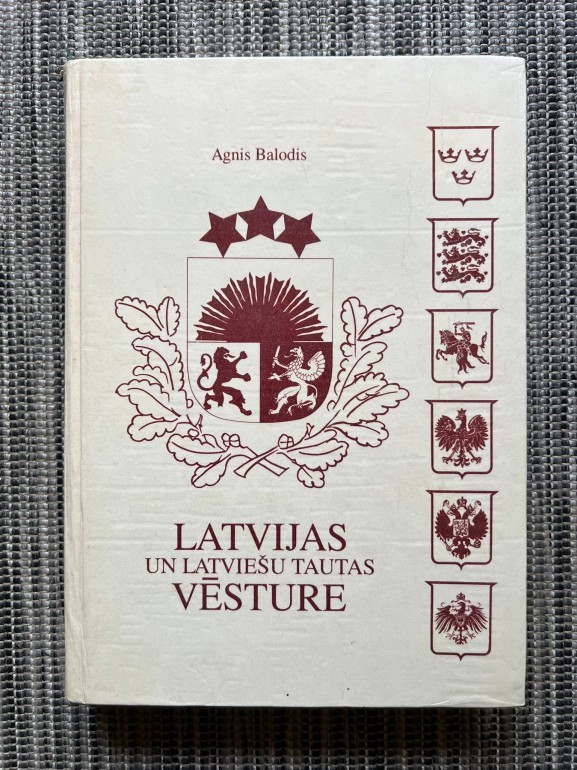 Agnis Balodis
LATVIJAS
UN LATVIEŠU TAUTAS
VĒSTURE